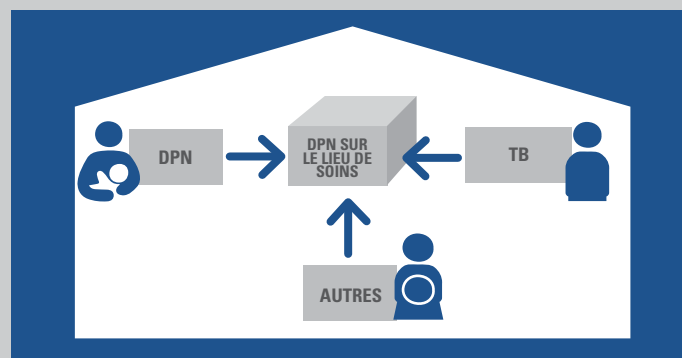 DPN
DPN SUR
LE LIEU DE
SOINS
TB
AUTRES